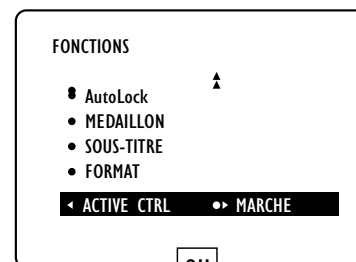 FONCTIONS
AutoLock
MEDAILLON
SOUS-TITRE
FORMAT
ACTIVE CTRL MARCHE